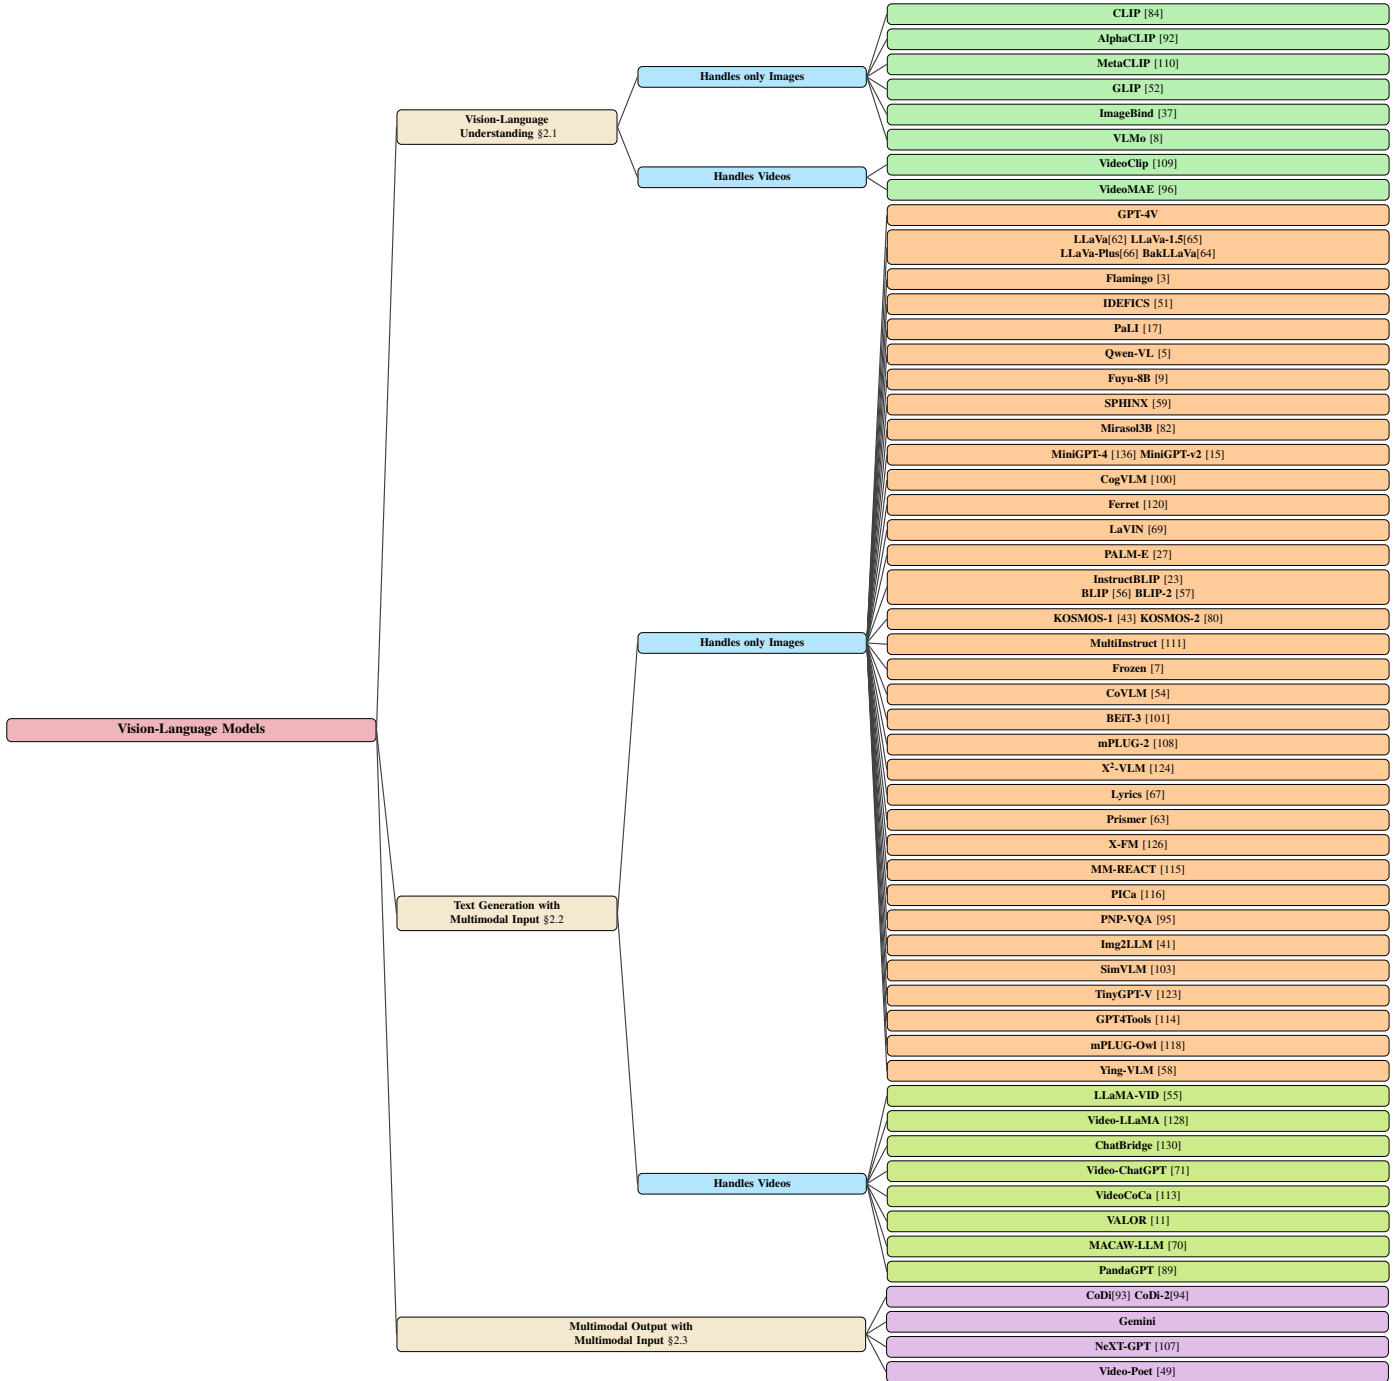 CLIP [84]
AlphaCLIP [92]
MetaCLIP [110]
Handles only Images
GLIP [52]
ImageBind [37]
Vision-Language
Understanding §2.1
VLMo [8]
VideoClip [109]
Handles Videos
VideoMAE [96]
GPT-4V
LLaVa[62] LLaVa-1.5[65]
LLaVa-Plus[66] BakLLaVa[64]
Flamingo [3]
IDEFICS [51]
PaLI [17]
Qwen-VL [5]
Fuyu-8B [9]
SPHINX [59]
Mirasol3B [82]
MiniGPT-4 [136] MiniGPT-v2 [15]
CogVLM [100]
Ferret [120]
LaVIN [69]
PALM-E [27]
InstructBLIP [23]
BLIP [56] BLIP-2 [57]
KOSMOS-1 [43] KOSMOS-2 [80]
Handles only Images
MultiInstruct [111]
Frozen [7]
CoVLM [54]
BEiT-3 [101]
Vision-Language Models
mPLUG-2 [108]
X²-VLM [124]
Lyrics [67]
Prismer [63]
X-FM [126]
MM-REACT [115]
PICa [116]
Text Generation with
Multimodal Input §2.2
PNP-VQA [95]
Img2LLM [41]
SimVLM [103]
TinyGPT-V [123]
GPT4Tools [114]
mPLUG-Owl [118]
Ying-VLM [58]
LLaMA-VID [55]
Video-LLaMA [128]
ChatBridge [130]
Video-ChatGPT [71]
Handles Videos
VideoCoCa [113]
VALOR [11]
MACAW-LLM [70]
PandaGPT [89]
CoDi[93] CoDi-2[94]
Gemini
Multimodal Output with
Multimodal Input §2.3
NeXT-GPT [107]
Video-Poet [49]